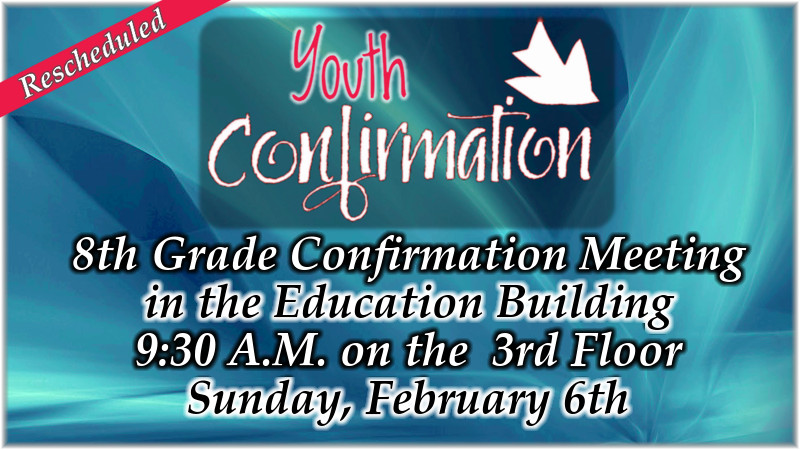 Rescheduled
Youth
Confirmation
8th Grade Confirmation Meeting
in the Education Building
9:30 A.M. on the 3rd Floor
Sunday, February 6th